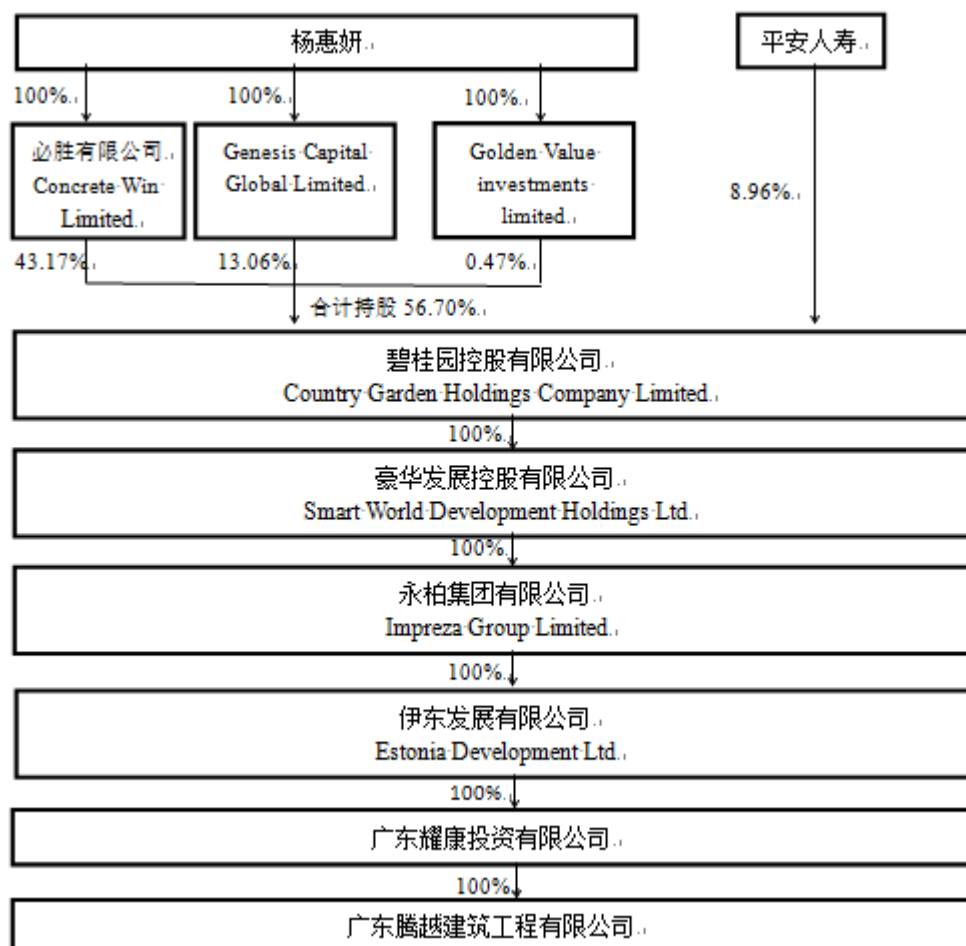 杨惠妍
平安人寿
100%
100%
100%
必胜有限公司
Concrete Win
Limited
Genesis Capital
Global Limited
Golden Value
investments
limited
8.96%
43.17%
13.06%
0.47%
合计持股 56.70%
碧桂园控股有限公司
Country Garden Holdings Company Limited
100%
豪华发展控股有限公司
Smart World Development Holdings Ltd
100%
永柏集团有限公司
Impreza Group Limited
100%
伊东发展有限公司
Estonia Development Ltd
100%
广东耀康投资有限公司
100%
广东腾越建筑工程有限公司